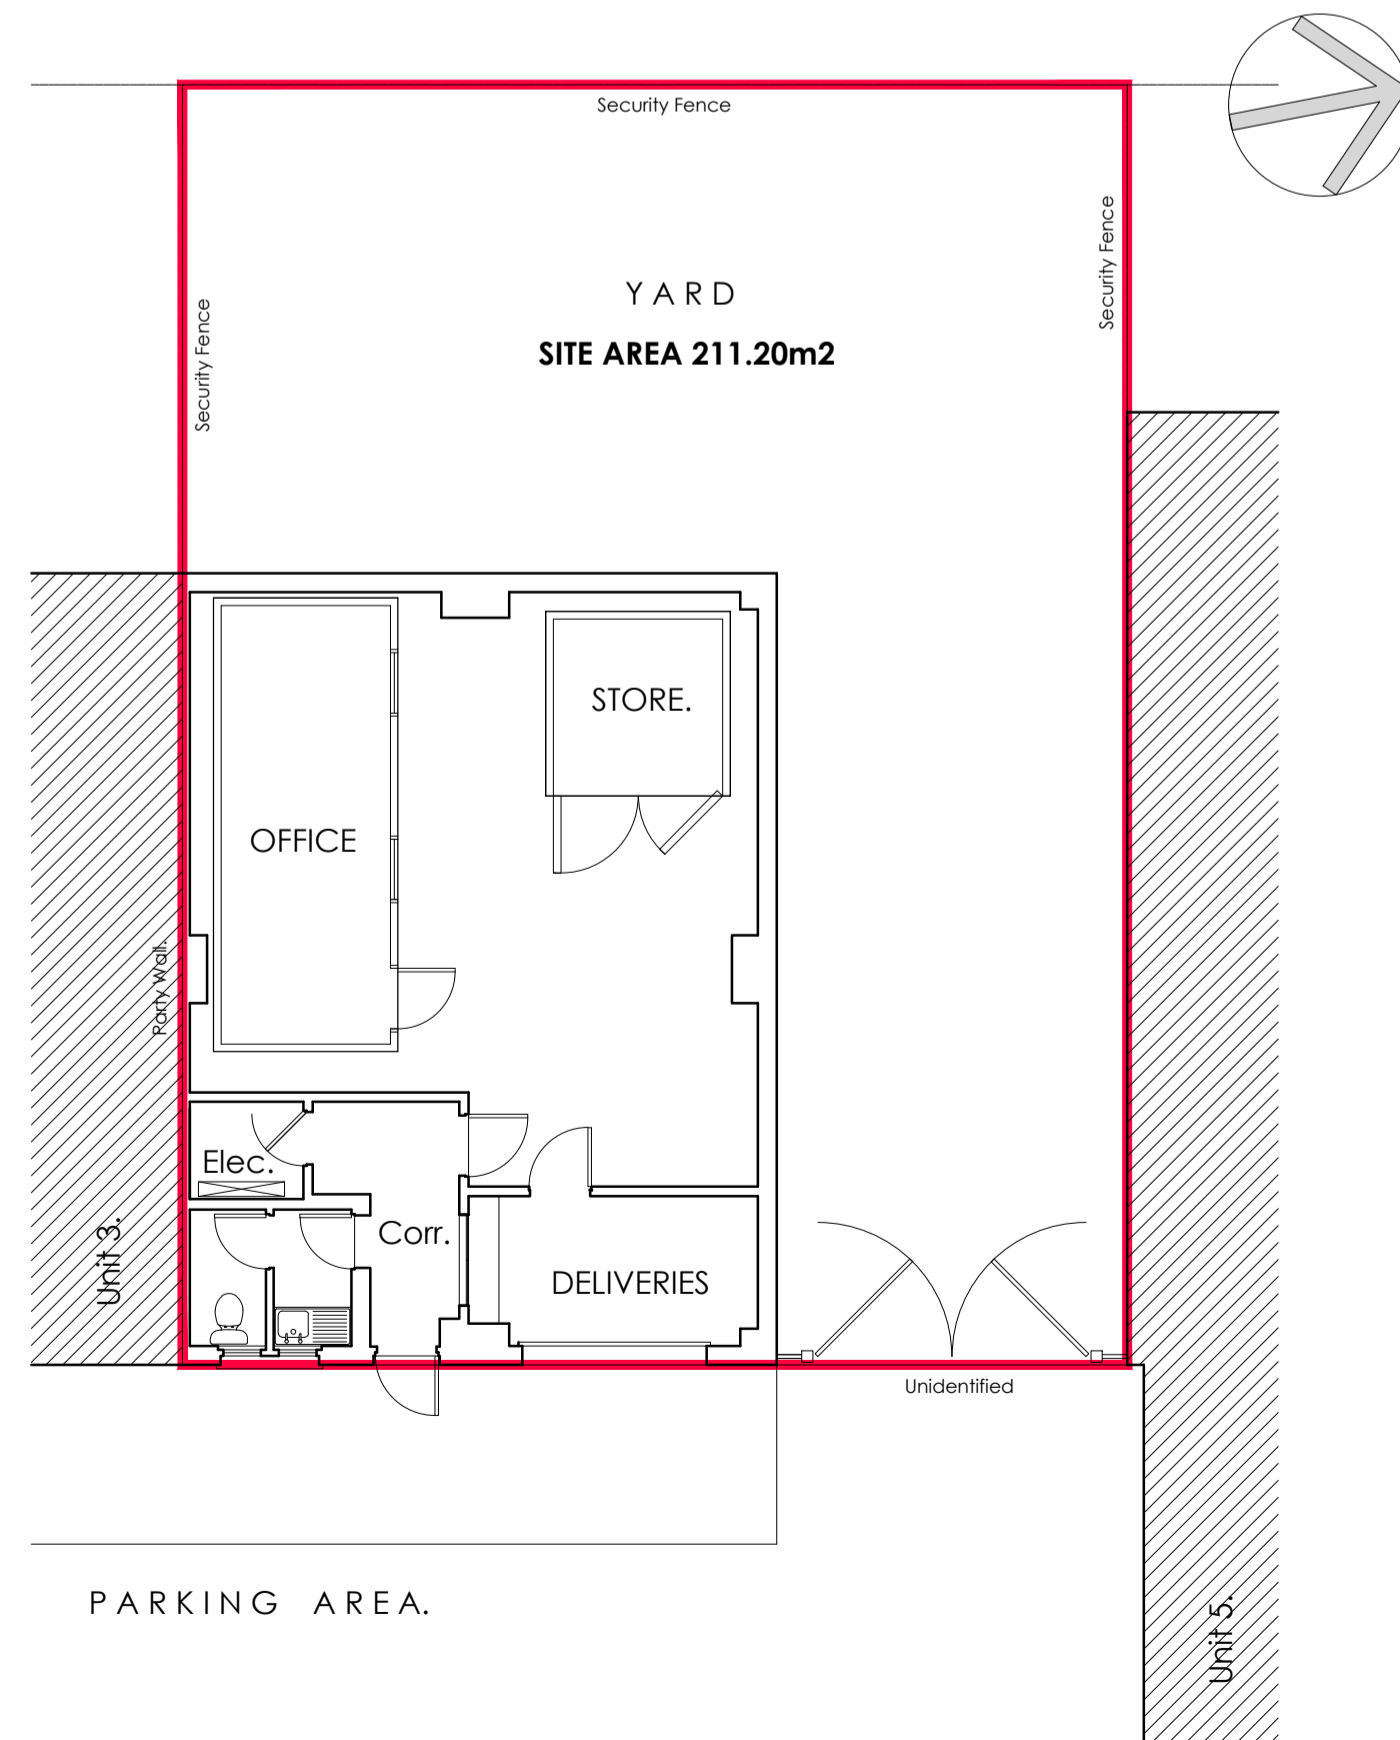 Security Fence
Security Fence
YARD
Security Fence
SITE AREA 211.20m2
STORE.
OFFICE
Party Wall.
Elec.
Unit 3.
Corr.
DELIVERIES
Unidentified
PARKING AREA.
Unit 5.